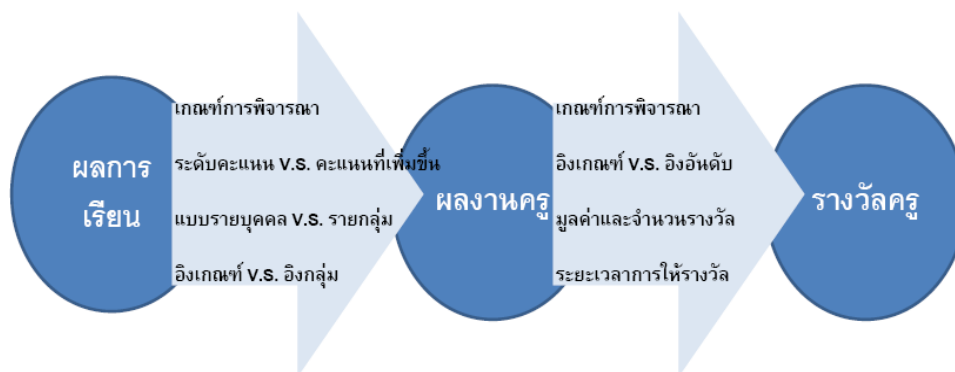 ผลการ
เรียน
เกณฑ์การพิจารณา
ระดับคะแนน V.S. คะแนนที่เพิ่มขึ้น
แบบรายบุคคล V.S. รายกลุ่ม
อิงเกณฑ์ V.S. อิงกลุ่ม
ผลงานครู
เกณฑ์การพิจารณา
อิงเกณฑ์ V.S. อิงอันดับ
มูลค่าและจำนวนรางวัล
ระยะเวลาการให้รางวัล
รางวัลครู